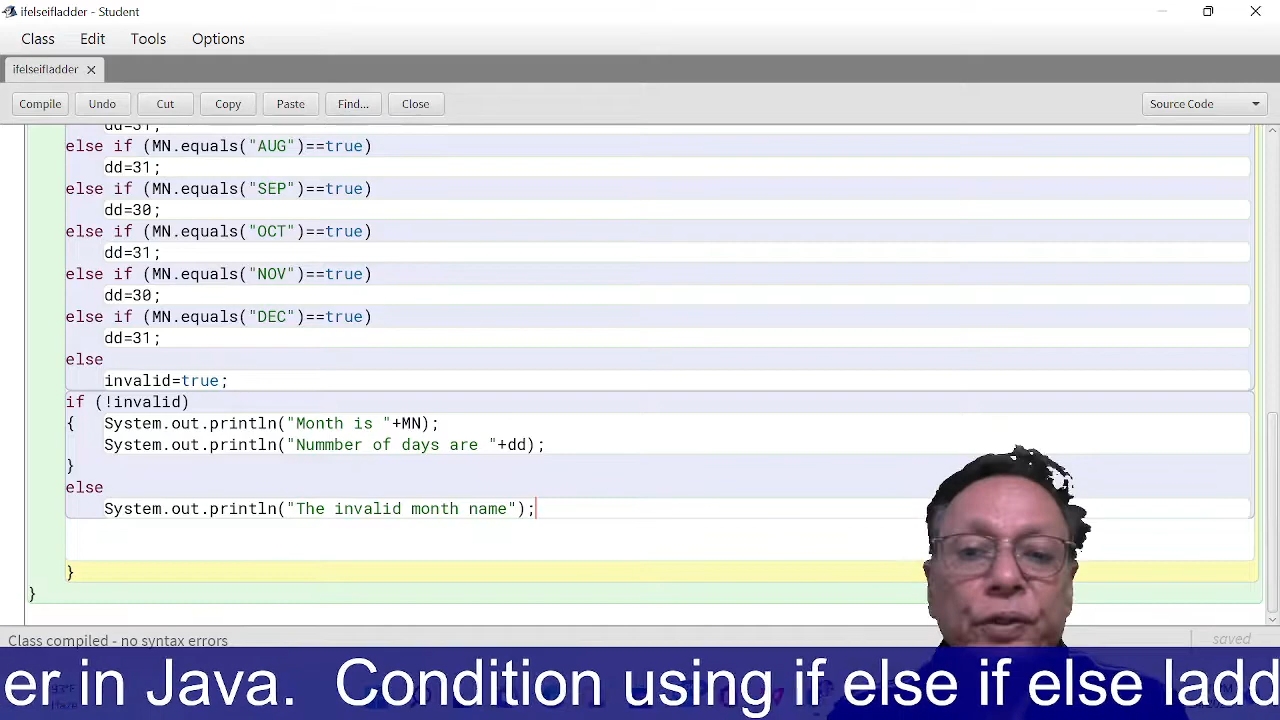 ifelseifladder - Student
Class Edit Tools Options
ifelseifladder
Compile Undo Cut Copy Paste Find... Close Source Code
dd=31;
else if (MN.equals("AUG")==true)
dd=31;
else if (MN.equals("SEP")==true)
dd=30;
else if (MN.equals("OCT")==true)
dd=31;
else if (MN.equals("NOV")==true)
dd=30;
else if (MN.equals("DEC")==true)
dd=31;
else
invalid=true;
if (!invalid)
{ System.out.println("Month is "+MN);
System.out.println("Nummber of days are "+dd);
}
else
System.out.println("The invalid month name");
}
}
Class compiled - no syntax errors
saved
er in Java. Condition using if else if else ladd